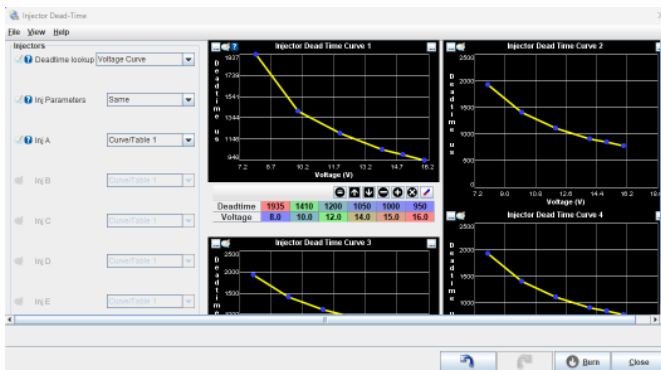 Injector Dead-Time
File View Help
Injectors
Deadtime lookup Voltage Curve
Inj Parameters Same
Inj A Curve/Table 1
Inj B Curve/Table 1
Inj C Curve/Table 1
Inj D Curve/Table 1
Inj E Curve/Table 1
Injector Dead Time Curve 1
Deadtime us
1937
1739
1541
1344
1146
948
7.2 8.7 10.2 11.7 13.2 14.7 16.2
Voltage (V)
Deadtime 1935 1410 1200 1050 1000 950
Voltage 8.0 10.0 12.0 14.0 15.0 16.0
Injector Dead Time Curve 2
Deadtime us
2500
1500
1000
500
0
7.2 9.0 10.8 12.6 14.4 16.2
Voltage (V)
Injector Dead Time Curve 3
2500
2000
1500
1000
Injector Dead Time Curve 4
2500
2000
1500
1000
Burn Close